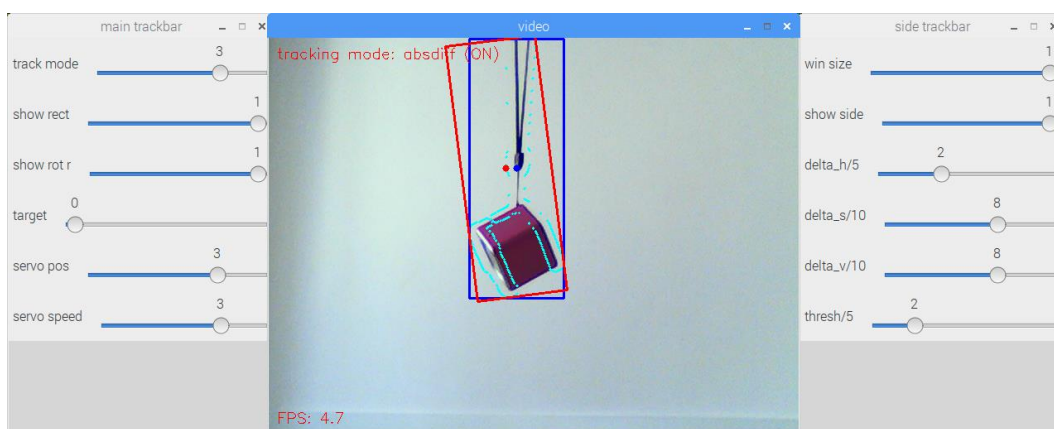 main trackbar
3
track mode
1
show rect
1
show rot r
0
target
3
servo pos
3
servo speed
video
tracking mode: absdiff (ON)
FPS: 4.7
side trackbar
1
win size
1
show side
2
delta_h/5
8
delta_s/10
8
delta_v/10
2
thresh/5